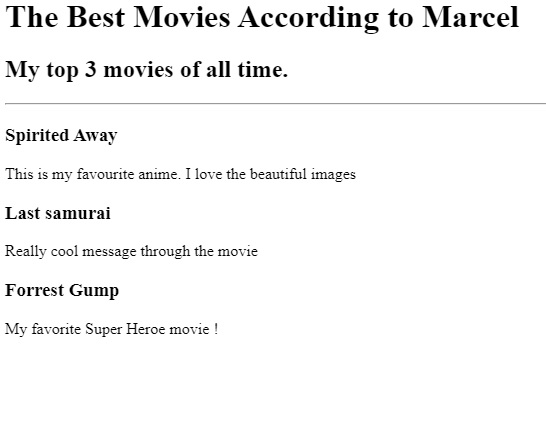 The Best Movies According to Marcel
My top 3 movies of all time.
Spirited Away
This is my favourite anime. I love the beautiful images
Last samurai
Really cool message through the movie
Forrest Gump
My favorite Super Heroe movie !